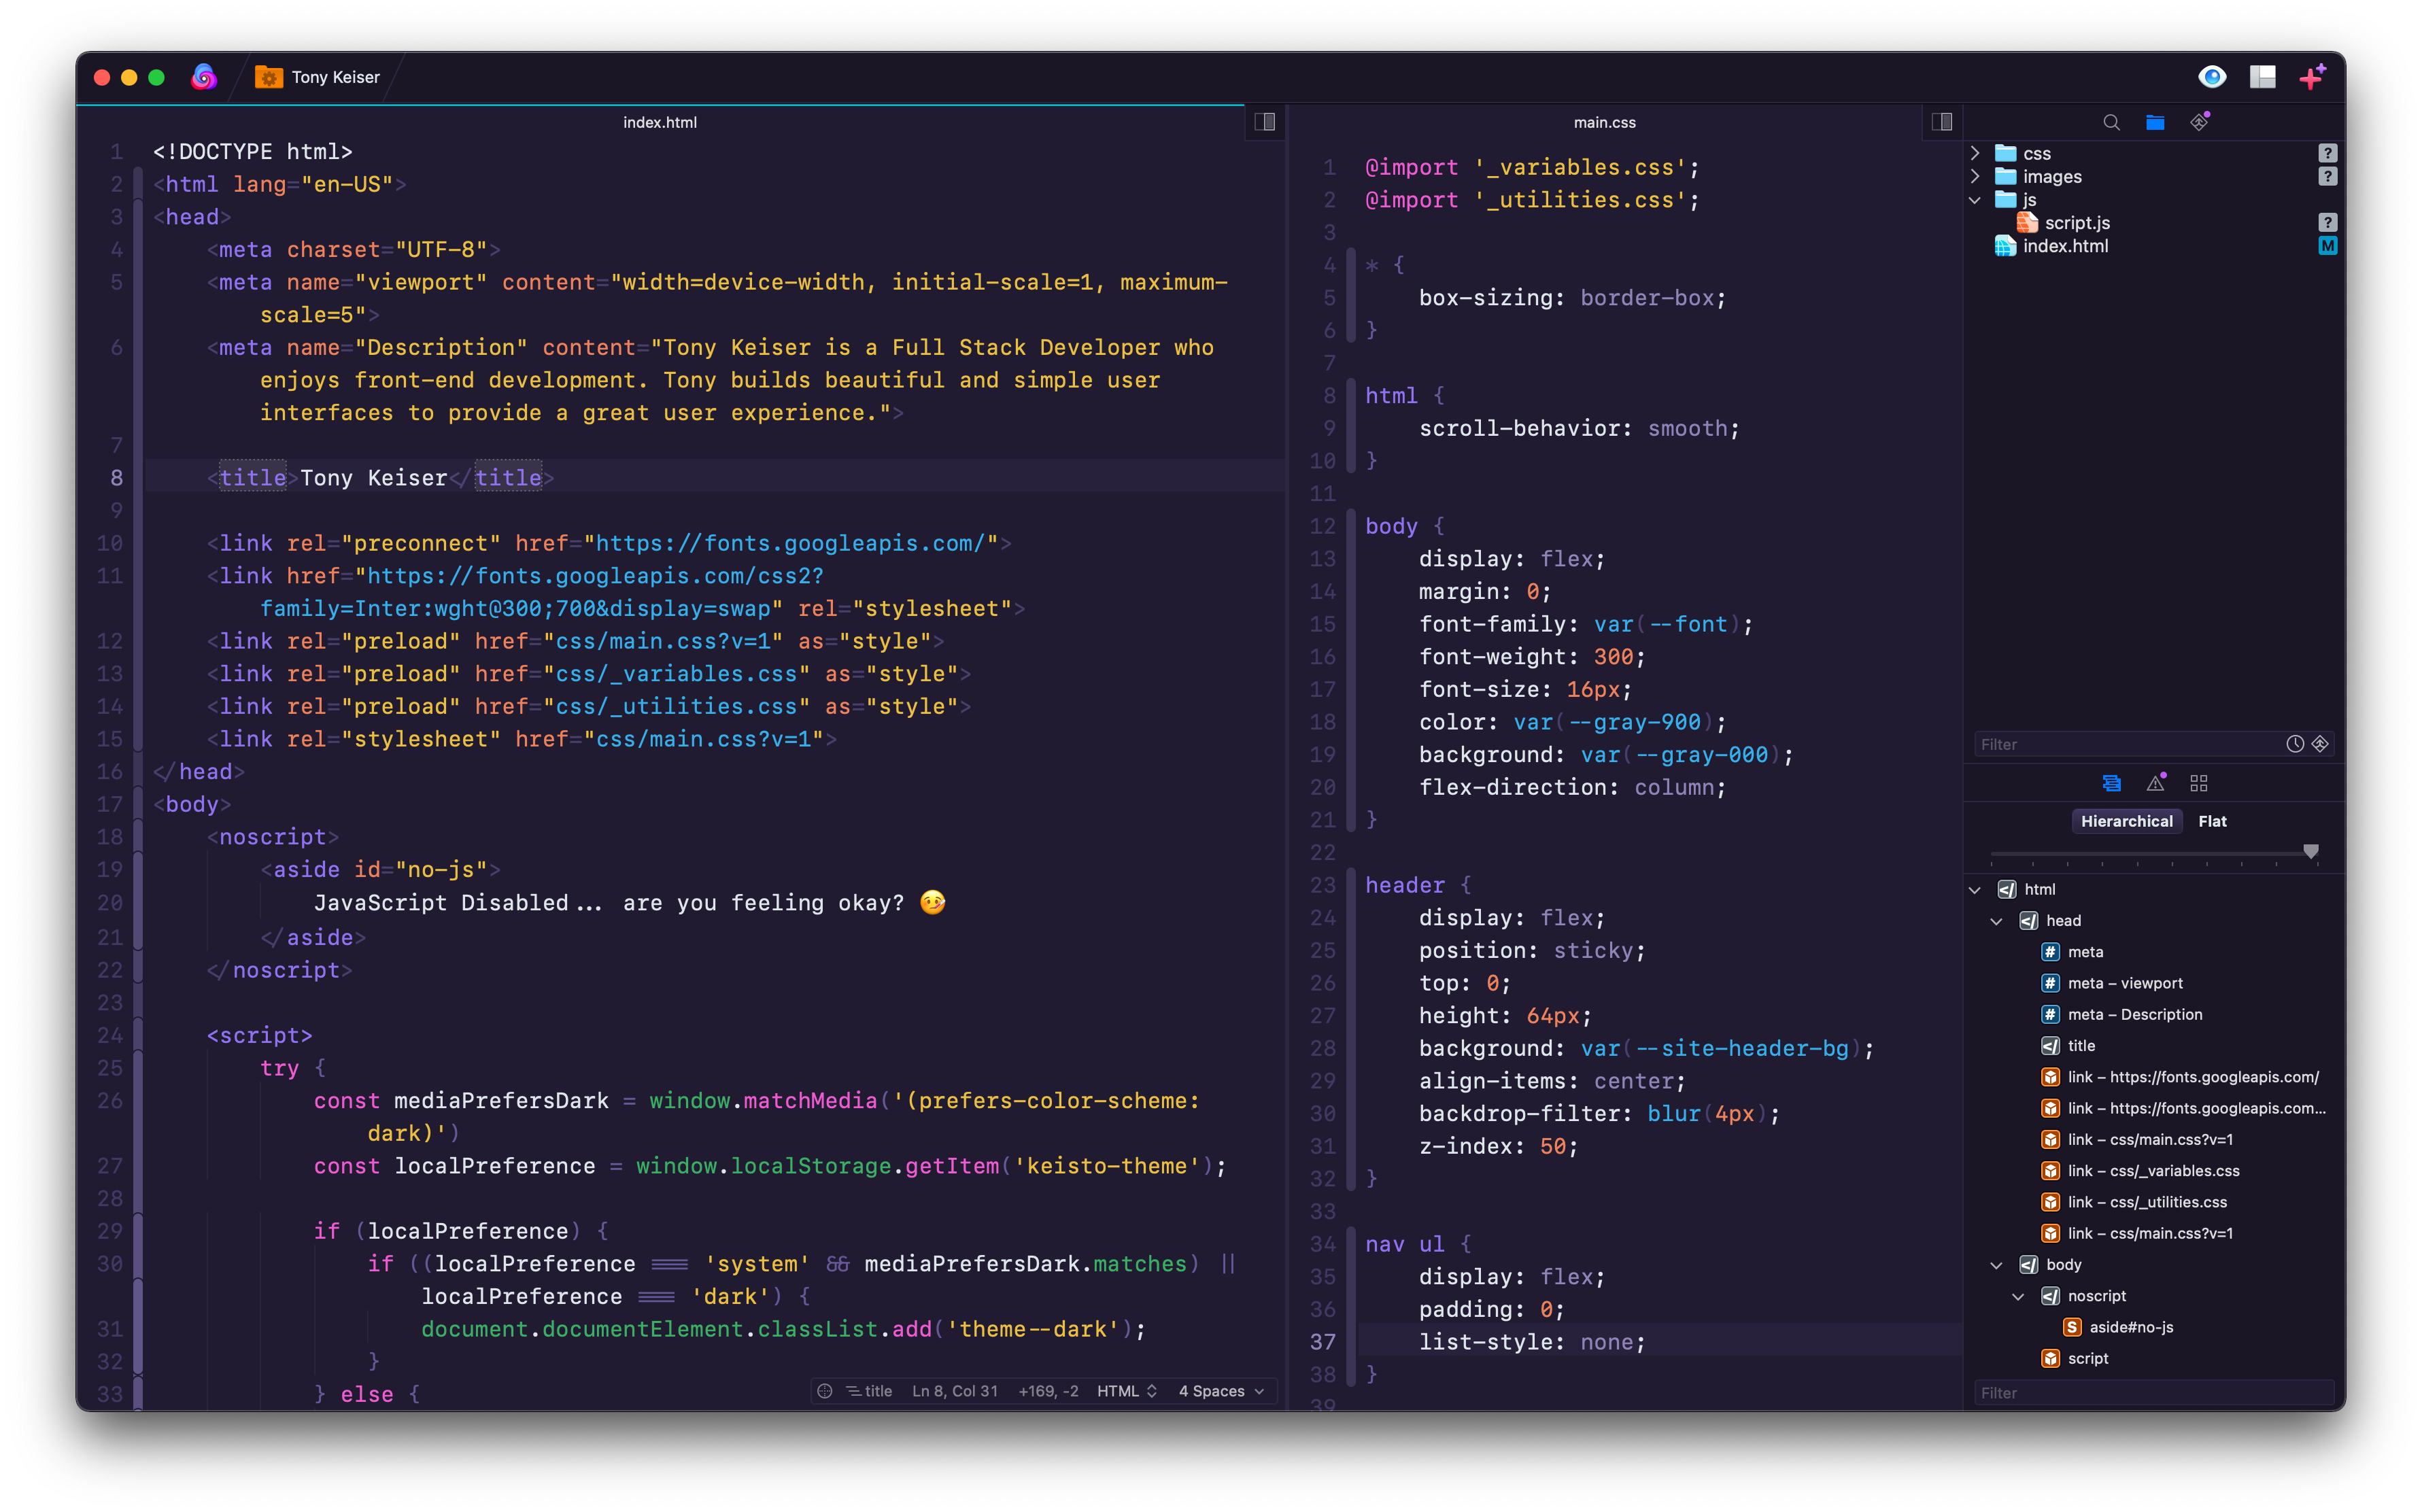 Tony Keiser
index.html
1 <!DOCTYPE html>
2 <html lang="en-US">
3 <head>
4 <meta charset="UTF-8">
5 <meta name="viewport" content="width=device-width, initial-scale=1, maximum-
scale=5">
6 <meta name="Description" content="Tony Keiser is a Full Stack Developer who
enjoys front-end development. Tony builds beautiful and simple user
interfaces to provide a great user experience.">
7
8 <title>Tony Keiser</title>
9
10 <link rel="preconnect" href="https://fonts.googleapis.com/">
11 <link href="https://fonts.googleapis.com/css2?
family=Inter:wght@300;700&display=swap" rel="stylesheet">
12 <link rel="preload" href="css/main.css?v=1" as="style">
13 <link rel="preload" href="css/_variables.css" as="style">
14 <link rel="preload" href="css/_utilities.css" as="style">
15 <link rel="stylesheet" href="css/main.css?v=1">
16 </head>
17 <body>
18 <noscript>
19 <aside id="no-js">
20 JavaScript Disabled... are you feeling okay? 🤒
21 </aside>
22 </noscript>
23
24 <script>
25 try {
26 const mediaPrefersDark = window.matchMedia('(prefers-color-scheme:
dark)')
27 const localPreference = window.localStorage.getItem('keisto-theme');
28
29 if (localPreference) {
30 if ((localPreference === 'system' && mediaPrefersDark.matches) ||
localPreference === 'dark') {
31 document.documentElement.classList.add('theme--dark');
32 }
33 } else {
title Ln 8, Col 31 +169, -2 HTML 4 Spaces
main.css
1 @import '_variables.css';
2 @import '_utilities.css';
3
4 * {
5 box-sizing: border-box;
6 }
7
8 html {
9 scroll-behavior: smooth;
10 }
11
12 body {
13 display: flex;
14 margin: 0;
15 font-family: var(--font);
16 font-weight: 300;
17 font-size: 16px;
18 color: var(--gray-900);
19 background: var(--gray-000);
20 flex-direction: column;
21 }
22
23 header {
24 display: flex;
25 position: sticky;
26 top: 0;
27 height: 64px;
28 background: var(--site-header-bg);
29 align-items: center;
30 backdrop-filter: blur(4px);
31 z-index: 50;
32 }
33
34 nav ul {
35 display: flex;
36 padding: 0;
37 list-style: none;
38 }
39
css ?
images ?
js
script.js ?
index.html M
Filter
Hierarchical Flat
html
head
# meta
# meta – viewport
# meta – Description
title
link – https://fonts.googleapis.com/
link – https://fonts.googleapis.com...
link – css/main.css?v=1
link – css/_variables.css
link – css/_utilities.css
link – css/main.css?v=1
body
noscript
S aside#no-js
script
Filter